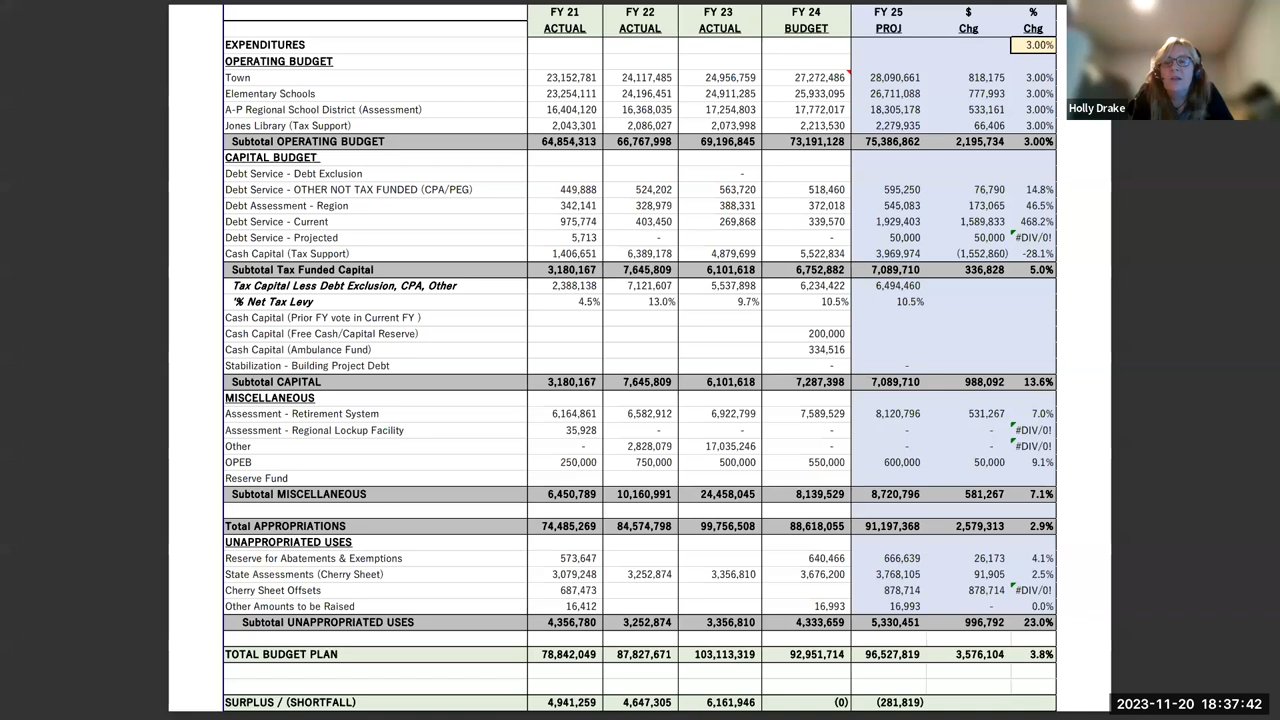 FY 21 FY 22 FY 23 FY 24 FY 25 $ %
ACTUAL ACTUAL ACTUAL BUDGET PROJ Chg Chg
EXPENDITURES 3.00%
OPERATING BUDGET
Town 23,152,781 24,117,485 24,956,759 27,272,486 28,090,661 818,175 3.00%
Elementary Schools 23,254,111 24,196,451 24,911,285 25,933,095 26,711,088 777,993 3.00%
A-P Regional School District (Assessment) 16,404,120 16,368,035 17,254,803 17,772,017 18,305,178 533,161 3.00%
Jones Library (Tax Support) 2,043,301 2,086,027 2,073,998 2,213,530 2,279,935 66,406 3.00%
Subtotal OPERATING BUDGET 64,854,313 66,767,998 69,196,845 73,191,128 75,386,862 2,195,734 3.00%
CAPITAL BUDGET
Debt Service - Debt Exclusion -
Debt Service - OTHER NOT TAX FUNDED (CPA/PEG) 449,888 524,202 563,720 518,460 595,250 76,790 14.8%
Debt Assessment - Region 342,141 328,979 388,331 372,018 545,083 173,065 46.5%
Debt Service - Current 975,774 403,450 269,868 339,570 1,929,403 1,589,833 468.2%
Debt Service - Projected 5,713 - - 50,000 50,000 #DIV/0!
Cash Capital (Tax Support) 1,406,651 6,389,178 4,879,699 5,522,834 3,969,974 (1,552,860) -28.1%
Subtotal Tax Funded Capital 3,180,167 7,645,809 6,101,618 6,752,882 7,089,710 336,828 5.0%
Tax Capital Less Debt Exclusion, CPA, Other 2,388,138 7,121,607 5,537,898 6,234,422 6,494,460
'% Net Tax Levy 4.5% 13.0% 9.7% 10.5% 10.5%
Cash Capital (Prior FY vote in Current FY )
Cash Capital (Free Cash/Capital Reserve) 200,000
Cash Capital (Ambulance Fund) 334,516
Stabilization - Building Project Debt - -
Subtotal CAPITAL 3,180,167 7,645,809 6,101,618 7,287,398 7,089,710 988,092 13.6%
MISCELLANEOUS
Assessment - Retirement System 6,164,861 6,582,912 6,922,799 7,589,529 8,120,796 531,267 7.0%
Assessment - Regional Lockup Facility 35,928 - - - - - #DIV/0!
Other - 2,828,079 17,035,246 - - - #DIV/0!
OPEB 250,000 750,000 500,000 550,000 600,000 50,000 9.1%
Reserve Fund
Subtotal MISCELLANEOUS 6,450,789 10,160,991 24,458,045 8,139,529 8,720,796 581,267 7.1%
Total APPROPRIATIONS 74,485,269 84,574,798 99,756,508 88,618,055 91,197,368 2,579,313 2.9%
UNAPPROPRIATED USES
Reserve for Abatements & Exemptions 573,647 640,466 666,639 26,173 4.1%
State Assessments (Cherry Sheet) 3,079,248 3,252,874 3,356,810 3,676,200 3,768,105 91,905 2.5%
Cherry Sheet Offsets 687,473 878,714 878,714 #DIV/0!
Other Amounts to be Raised 16,412 16,993 16,993 - 0.0%
Subtotal UNAPPROPRIATED USES 4,356,780 3,252,874 3,356,810 4,333,659 5,330,451 996,792 23.0%
TOTAL BUDGET PLAN 78,842,049 87,827,671 103,113,319 92,951,714 96,527,819 3,576,104 3.8%
SURPLUS / (SHORTFALL) 4,941,259 4,647,305 6,161,946 (0) (281,819)
Holly Drake
2023-11-20 18:37:42